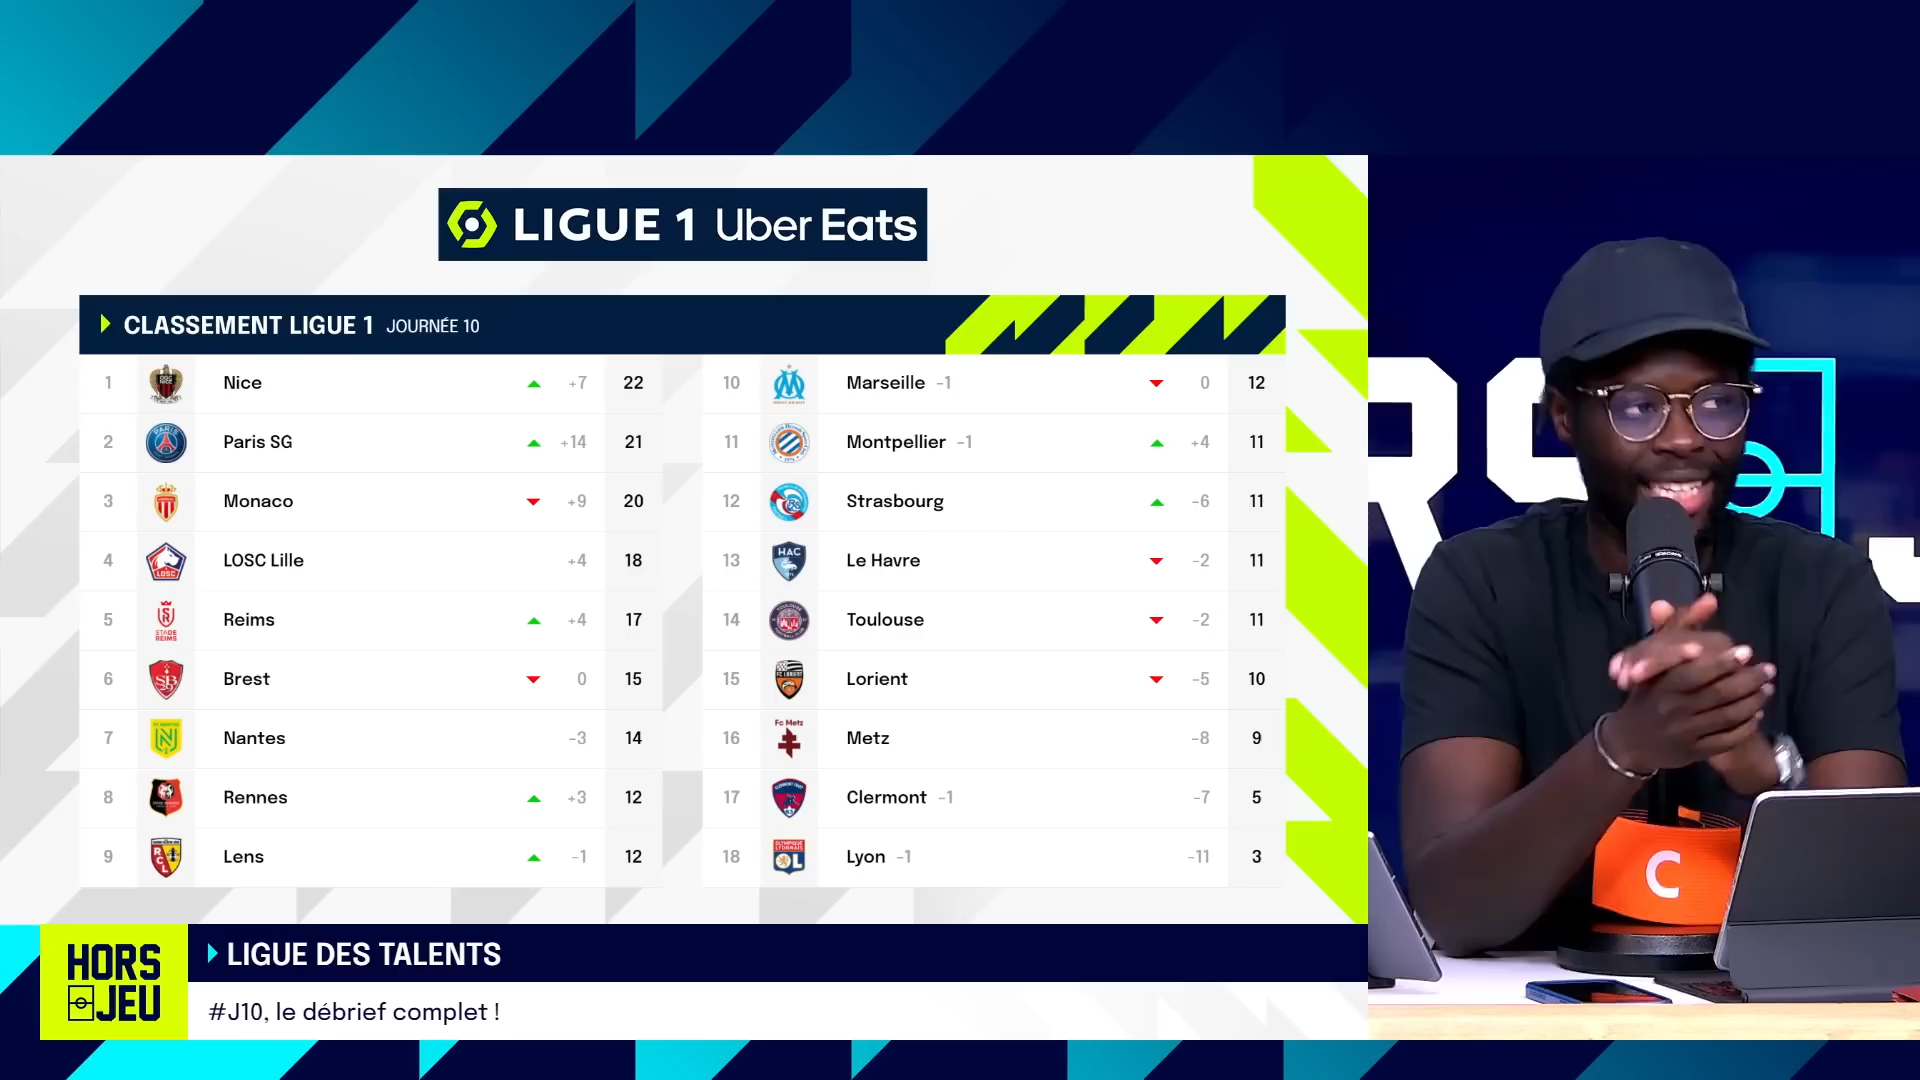 LIGUE 1 Uber Eats
CLASSEMENT LIGUE 1 JOURNÉE 10
1 Nice +7 22
2 Paris SG +14 21
3 Monaco +9 20
4 LOSC Lille +4 18
5 Reims +4 17
6 Brest 0 15
7 Nantes -3 14
8 Rennes +3 12
9 Lens -1 12
10 Marseille -1 0 12
11 Montpellier -1 +4 11
12 Strasbourg -6 11
13 Le Havre -2 11
14 Toulouse -2 11
15 Lorient -5 10
16 Fc Metz Metz -8 9
17 Clermont -1 -7 5
18 Lyon -1 -11 3
HORS JEU
LIGUE DES TALENTS
#J10, le débrief complet !
RS
J
C